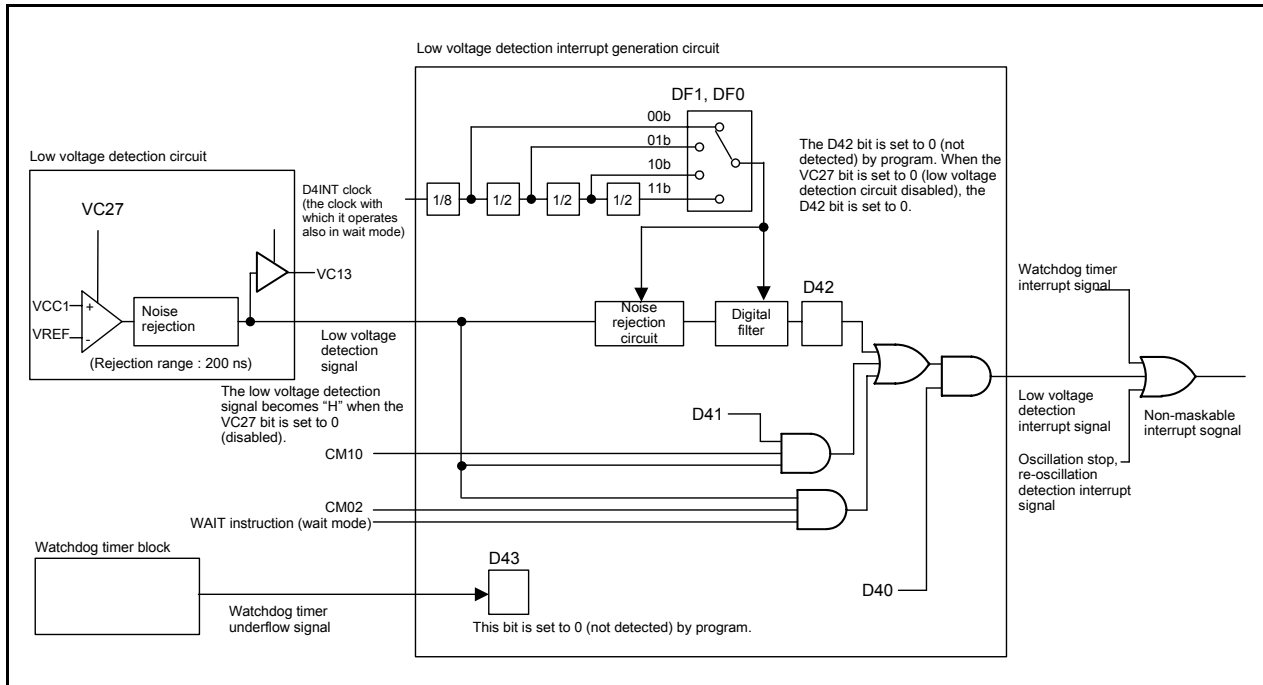 Low voltage detection interrupt generation circuit
DF1, DF0
00b
01b
10b
11b
The D42 bit is set to 0 (not
detected) by program. When the
VC27 bit is set to 0 (low voltage
detection circuit disabled), the
D42 bit is set to 0.
Low voltage detection circuit
D4INT clock
(the clock with
which it operates
also in wait mode)
1/8
1/2
1/2
1/2
VC27
VC13
VCC1
+
VREF
-
Noise
rejection
(Rejection range : 200 ns)
Low voltage
detection
signal
The low voltage detection
signal becomes “H” when the
VC27 bit is set to 0
(disabled).
Noise
rejection
circuit
Digital
filter
D42
Watchdog timer
interrupt signal
D41
CM10
CM02
WAIT instruction (wait mode)
Low voltage
detection
interrupt signal
Non-maskable
interrupt sognal
Oscillation stop,
re-oscillation
detection interrupt
signal
D40
Watchdog timer block
D43
Watchdog timer
underflow signal
This bit is set to 0 (not detected) by program.